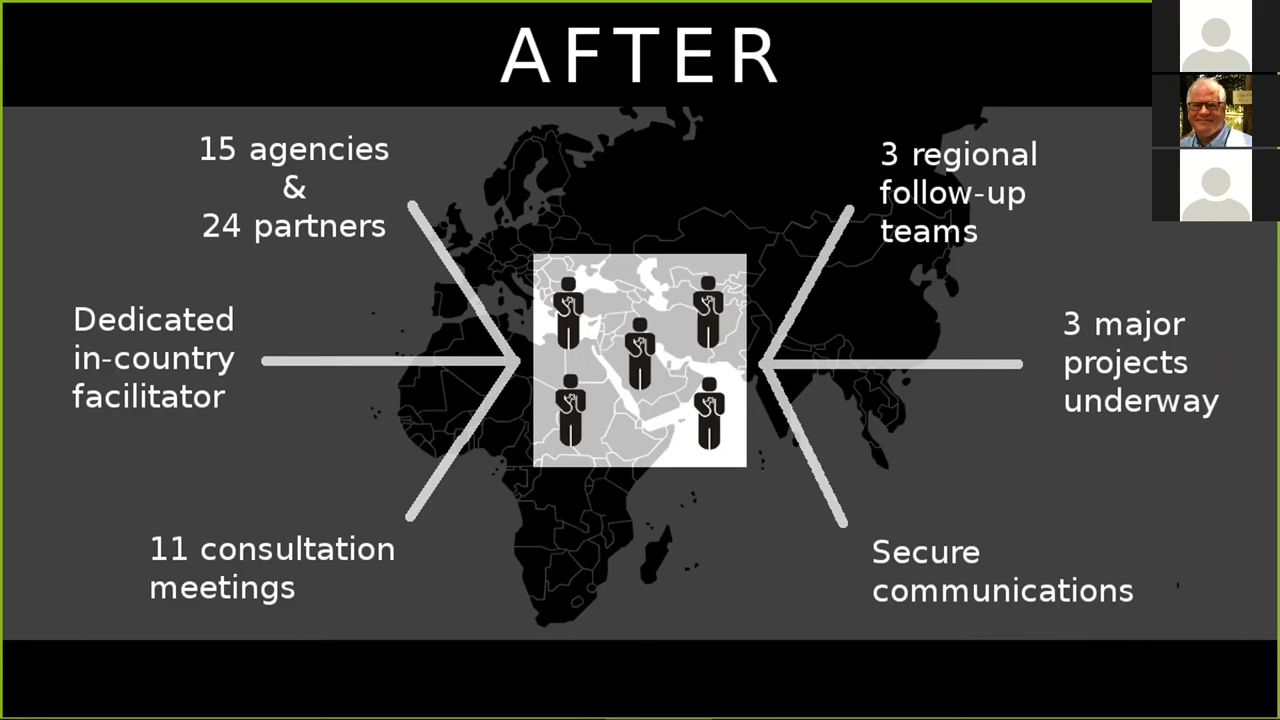 AFTER
15 agencies
&
24 partners
Dedicated
in-country
facilitator
11 consultation
meetings
3 regional
follow-up
teams
3 major
projects
underway
Secure
communications